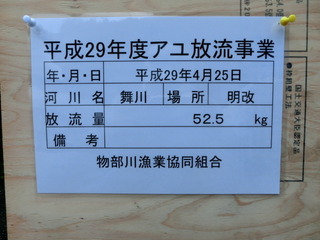 平成29年度アユ放流事業
年・月・日 平成29年4月25日
河川名 舞川 場所 明改
放流量 52.5 kg
備考
物部川漁業協同組合